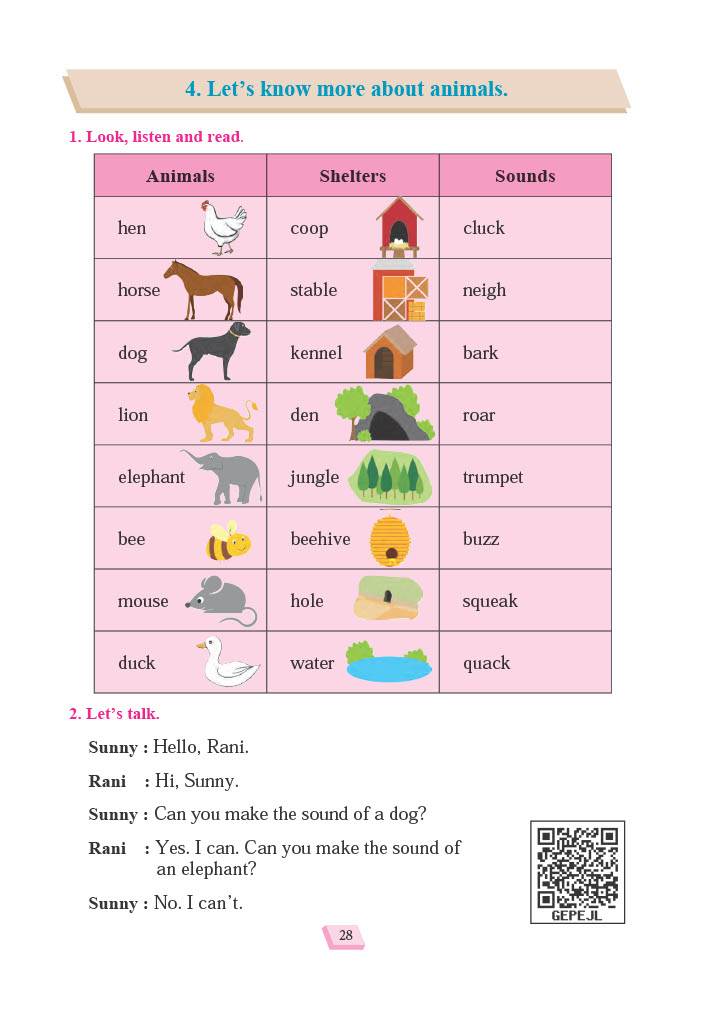 4. Let’s know more about animals.
1. Look, listen and read.
Animals Shelters Sounds
hen coop cluck
horse stable neigh
dog kennel bark
lion den roar
elephant jungle trumpet
bee beehive buzz
mouse hole squeak
duck water quack
2. Let’s talk.
Sunny : Hello, Rani.
Rani : Hi, Sunny.
Sunny : Can you make the sound of a dog?
Rani : Yes. I can. Can you make the sound of
an elephant?
Sunny : No. I can’t.
GEPEJL
28